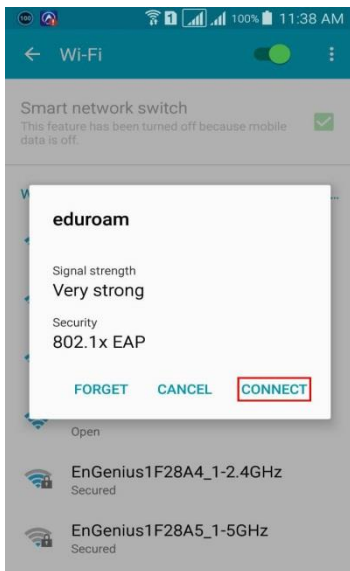 100% 11:38 AM
Wi-Fi
Smart network switch
This feature has been turned off because mobile
data is off.
eduroam
Signal strength
Very strong
Security
802.1x EAP
FORGET CANCEL CONNECT
Open
EnGenius1F28A4_1-2.4GHz
Secured
EnGenius1F28A5_1-5GHz
Secured